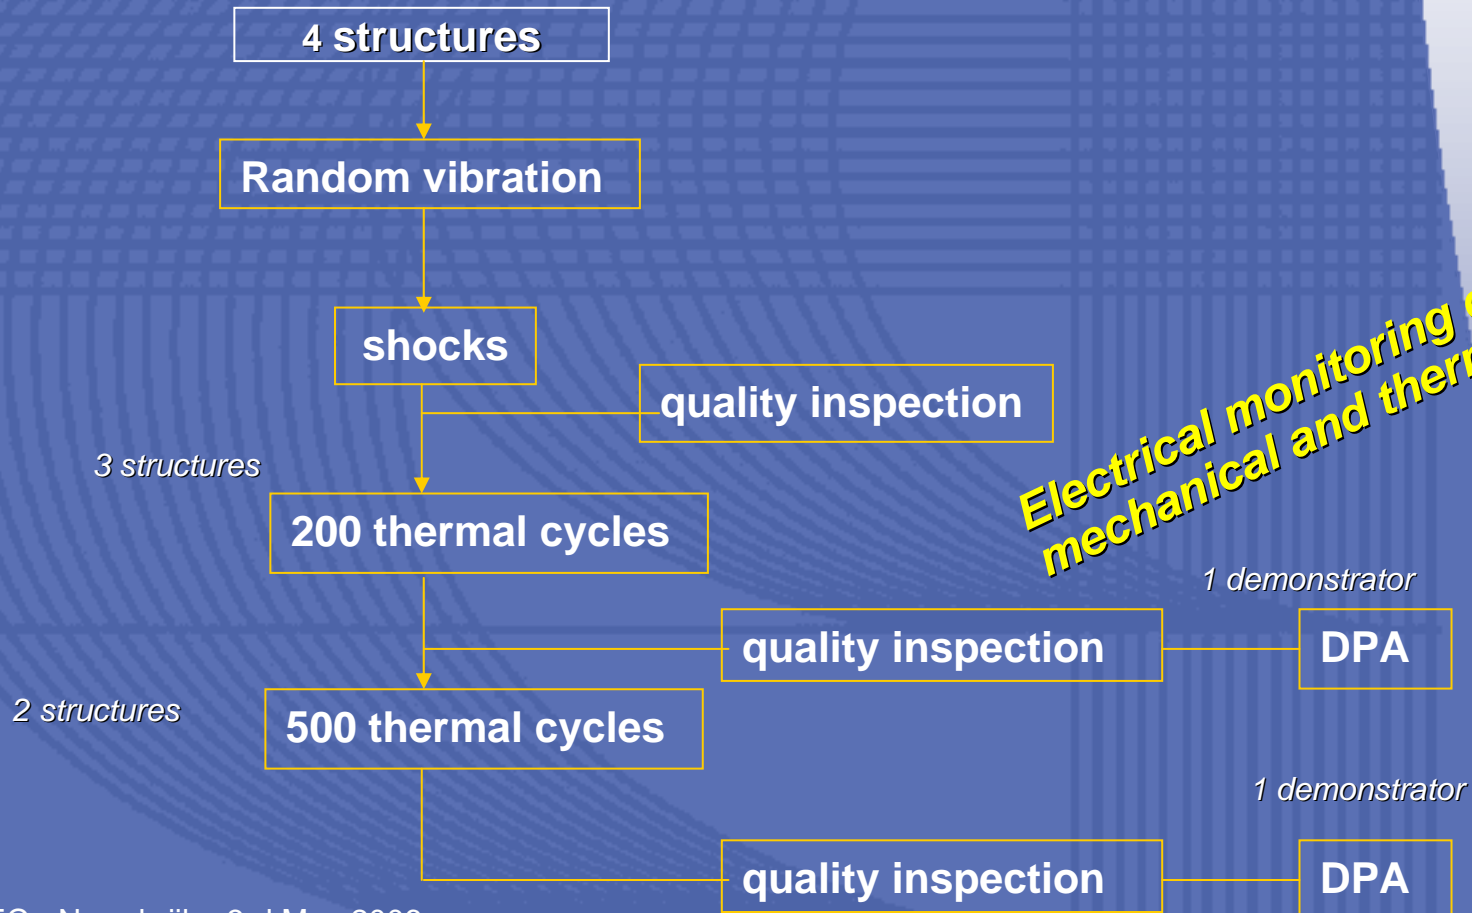 4 structures
Random vibration
shocks
quality inspection
Electrical monitoring
mechanical and
3 structures
200 thermal cycles
1 demonstrator
quality inspection
DPA
2 structures
500 thermal cycles
1 demonstrator
quality inspection
DPA